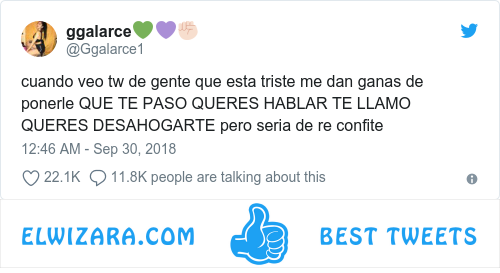 ggalarce💚💜✊🏻
@Ggalarce1
cuando veo tw de gente que esta triste me dan ganas de
ponerle QUE TE PASO QUERES HABLAR TE LLAMO
QUERES DESAHOGARTE pero seria de re confite
12:46 AM - Sep 30, 2018
22.1K 11.8K people are talking about this
ELWIZARA.COM BEST TWEETS